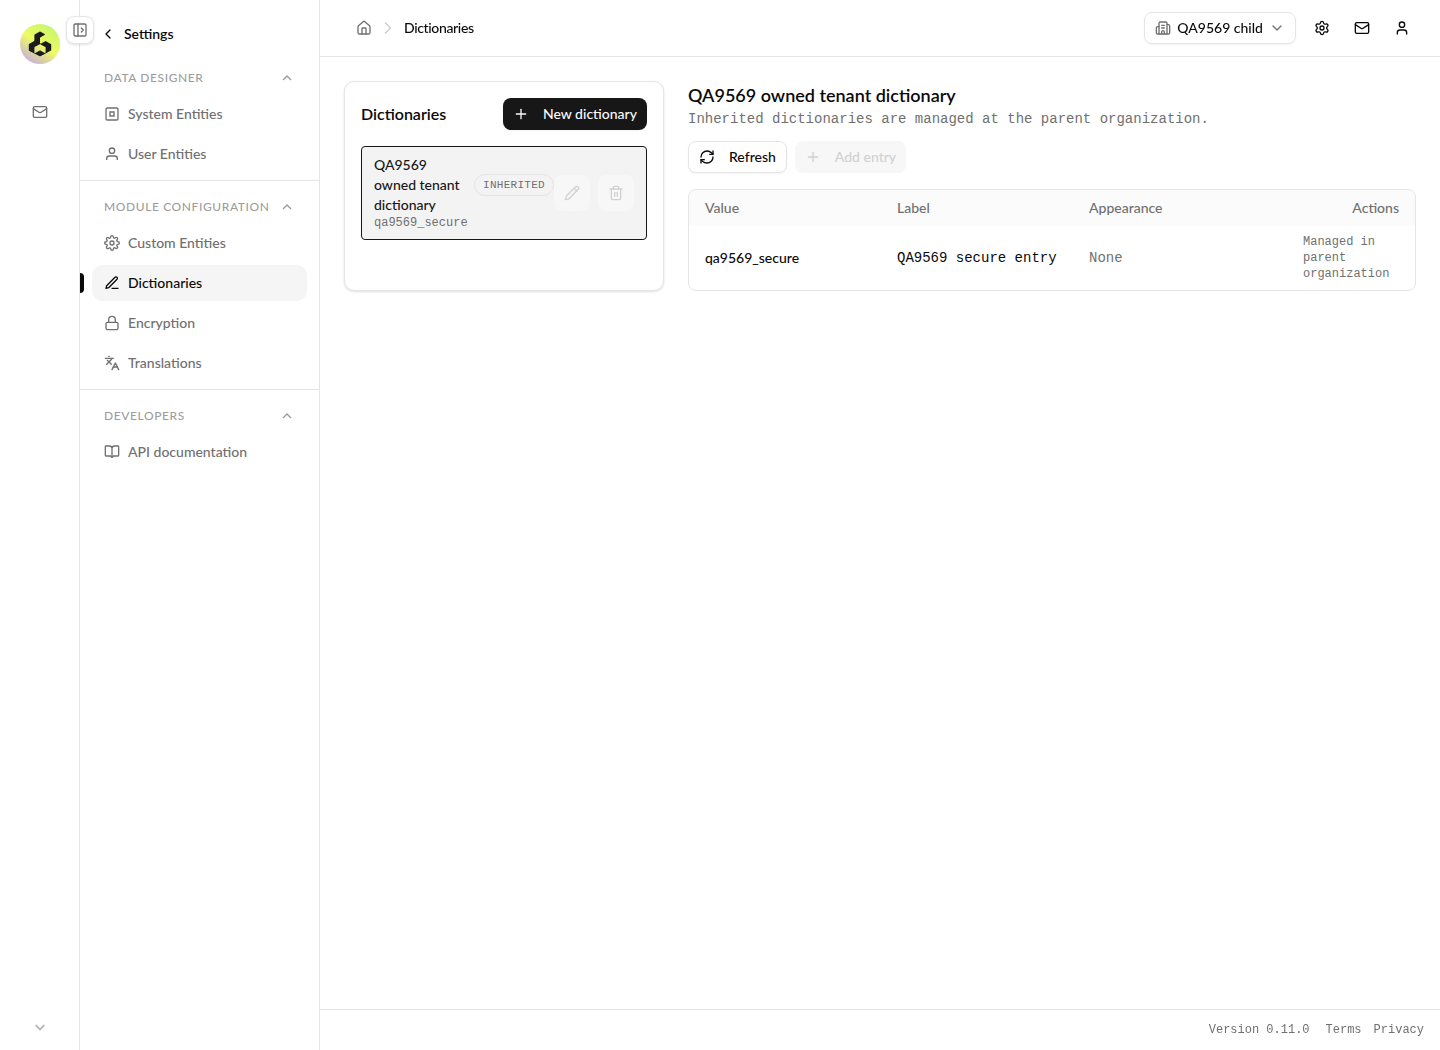 Settings
DATA DESIGNER
System Entities
User Entities
MODULE CONFIGURATION
Custom Entities
Dictionaries
Encryption
Translations
DEVELOPERS
API documentation
Dictionaries
QA9569 child
Dictionaries
New dictionary
QA9569
owned tenant
dictionary
qa9569_secure
INHERITED
QA9569 owned tenant dictionary
Inherited dictionaries are managed at the parent organization.
Refresh
Add entry
Value Label Appearance Actions
qa9569_secure QA9569 secure entry None
Managed in
parent
organization
Version 0.11.0 Terms Privacy